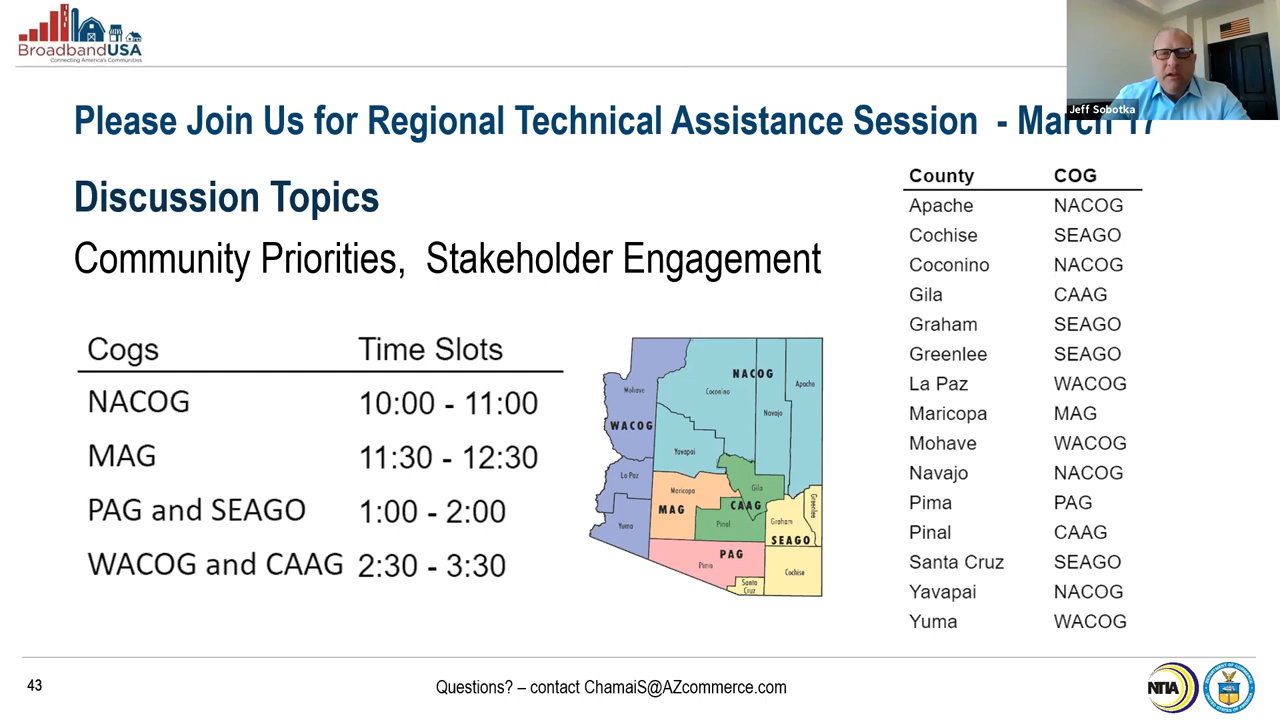 BroadbandUSA
Connecting America's Communities
Jeff Sobotka
Please Join Us for Regional Technical Assistance Session - March 17
Discussion Topics
Community Priorities, Stakeholder Engagement
Cogs Time Slots
NACOG 10:00 - 11:00
MAG 11:30 - 12:30
PAG and SEAGO 1:00 - 2:00
WACOG and CAAG 2:30 - 3:30
NACOG
Mohave
Coconino
Apache
Navajo
WACOG
Yavapai
La Paz
Gila
Maricopa
MAG
CAAG
Yuma
Pinal
Graham
Greenlee
SEAGO
PAG
Pima
Cochise
Santa
Cruz
County COG
Apache NACOG
Cochise SEAGO
Coconino NACOG
Gila CAAG
Graham SEAGO
Greenlee SEAGO
La Paz WACOG
Maricopa MAG
Mohave WACOG
Navajo NACOG
Pima PAG
Pinal CAAG
Santa Cruz SEAGO
Yavapai NACOG
Yuma WACOG
43
Questions? – contact ChamaiS@AZcommerce.com
NTIA